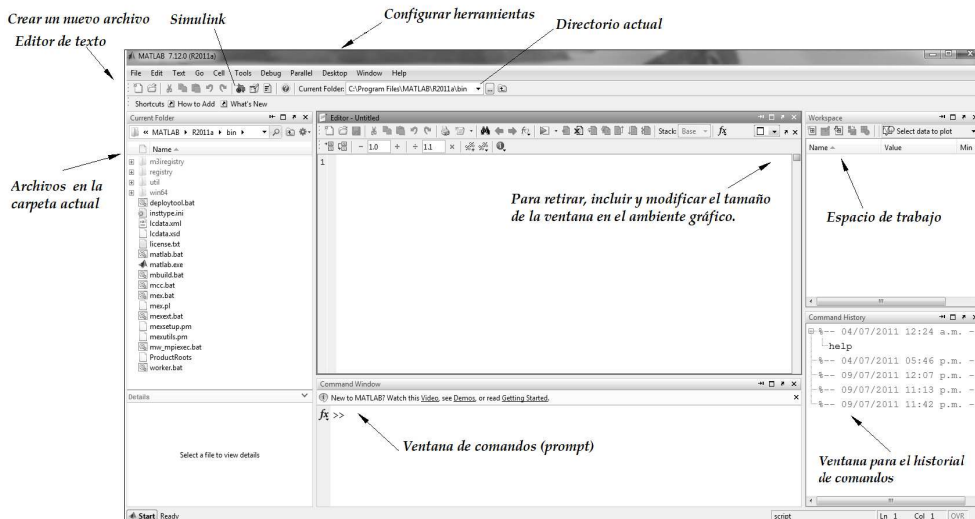 Crear un nuevo archivo
Editor de texto
Simulink
Configurar herramientas
Directorio actual
MATLAB 7.12.0 (R2011a)
File Edit Text Go Cell Tools Debug Parallel Desktop Window Help
Current Folder: C:\Program Files\MATLAB\R2011a\bin
Shortcuts How to Add What's New
Current Folder
« MATLAB ▸ R2011a ▸ bin ▸
Name
m3iregistry
registry
util
win64
deploytool.bat
insttype.ini
lcdata.xml
lcdata.xsd
license.txt
matlab.bat
matlab.exe
mbuild.bat
mcc.bat
mex.bat
mex.pl
mexext.bat
mexsetup.pm
mexutils.pm
mw_mpiexec.bat
ProductRoots
worker.bat
Archivos en la
carpeta actual
Details
Select a file to view details
Editor - Untitled
Stack: Base fx
- 1.0 + ÷ 1.1 ×
1
Para retirar, incluir y modificar el tamaño
de la ventana en el ambiente gráfico.
Command Window
New to MATLAB? Watch this Video, see Demos, or read Getting Started.
fx >>
Ventana de comandos (prompt)
Workspace
Select data to plot
Name Value Min
Espacio de trabajo
Command History
%-- 04/07/2011 12:24 a.m. -
help
%-- 04/07/2011 05:46 p.m. -
%-- 09/07/2011 12:07 p.m. -
%-- 09/07/2011 11:13 p.m. -
%-- 09/07/2011 11:42 p.m. -
Ventana para el historial
de comandos
Start Ready
script Ln 1 Col 1 OVR